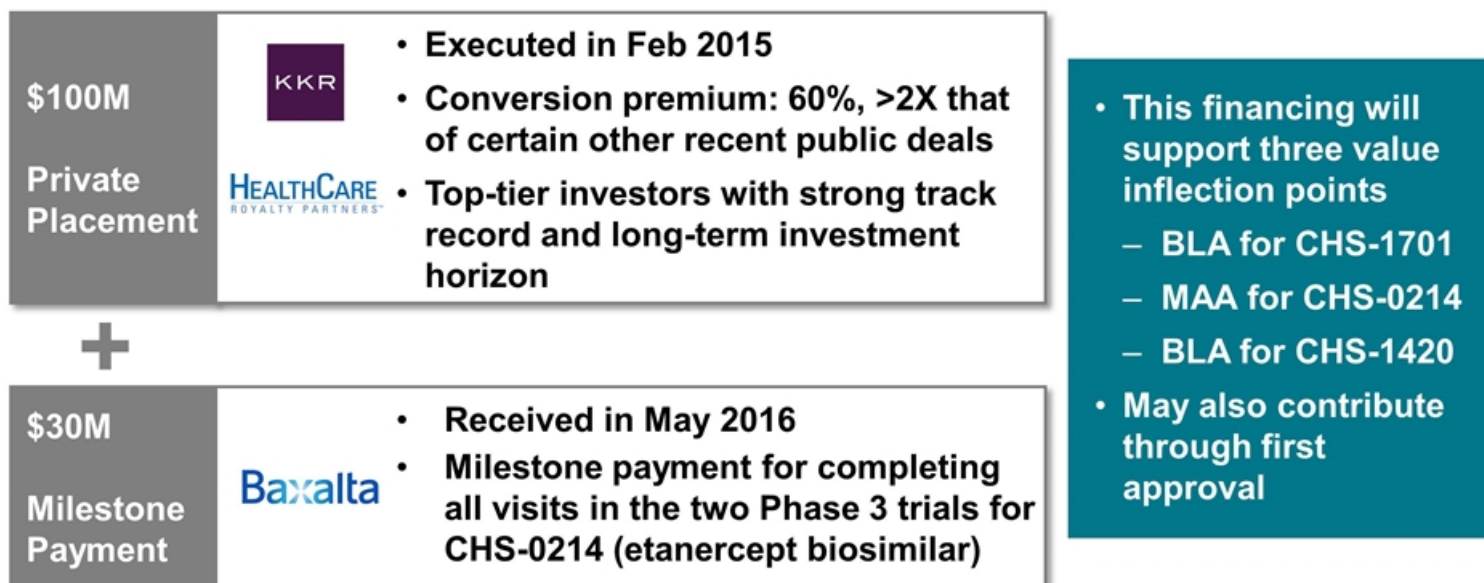 $100M
Private
Placement
KKR
HEALTHCARE
ROYALTY PARTNERS™
• Executed in Feb 2015
• Conversion premium: 60%, >2X that
of certain other recent public deals
• Top-tier investors with strong track
record and long-term investment
horizon
+
$30M
Milestone
Payment
Baxalta
• Received in May 2016
• Milestone payment for completing
all visits in the two Phase 3 trials for
CHS-0214 (etanercept biosimilar)
• This financing will
support three value
inflection points
– BLA for CHS-1701
– MAA for CHS-0214
– BLA for CHS-1420
• May also contribute
through first
approval